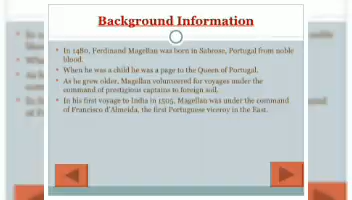 Background Information
In 1480, Ferdinand Magellan was born in Sabrose, Portugal from noble
blood.
When he was a child he was a page to the Queen of Portugal.
As he grew older, Magellan volunteered for voyages under the
command of prestigious captains to foreign soil.
In his first voyage to India in 1505, Magellan was under the command
of Francisco d'Almeida, the first Portuguese viceroy in the East.